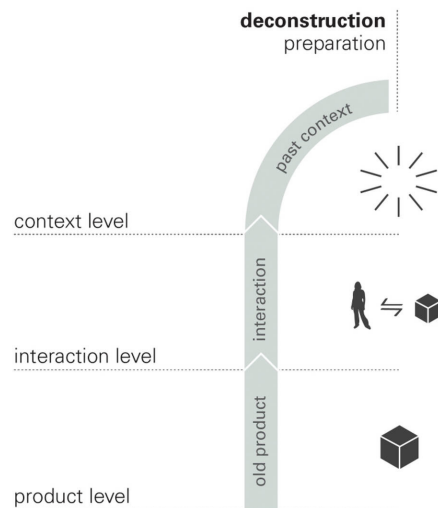 deconstruction
preparation
past context
context level
interaction
interaction level
old product
product level